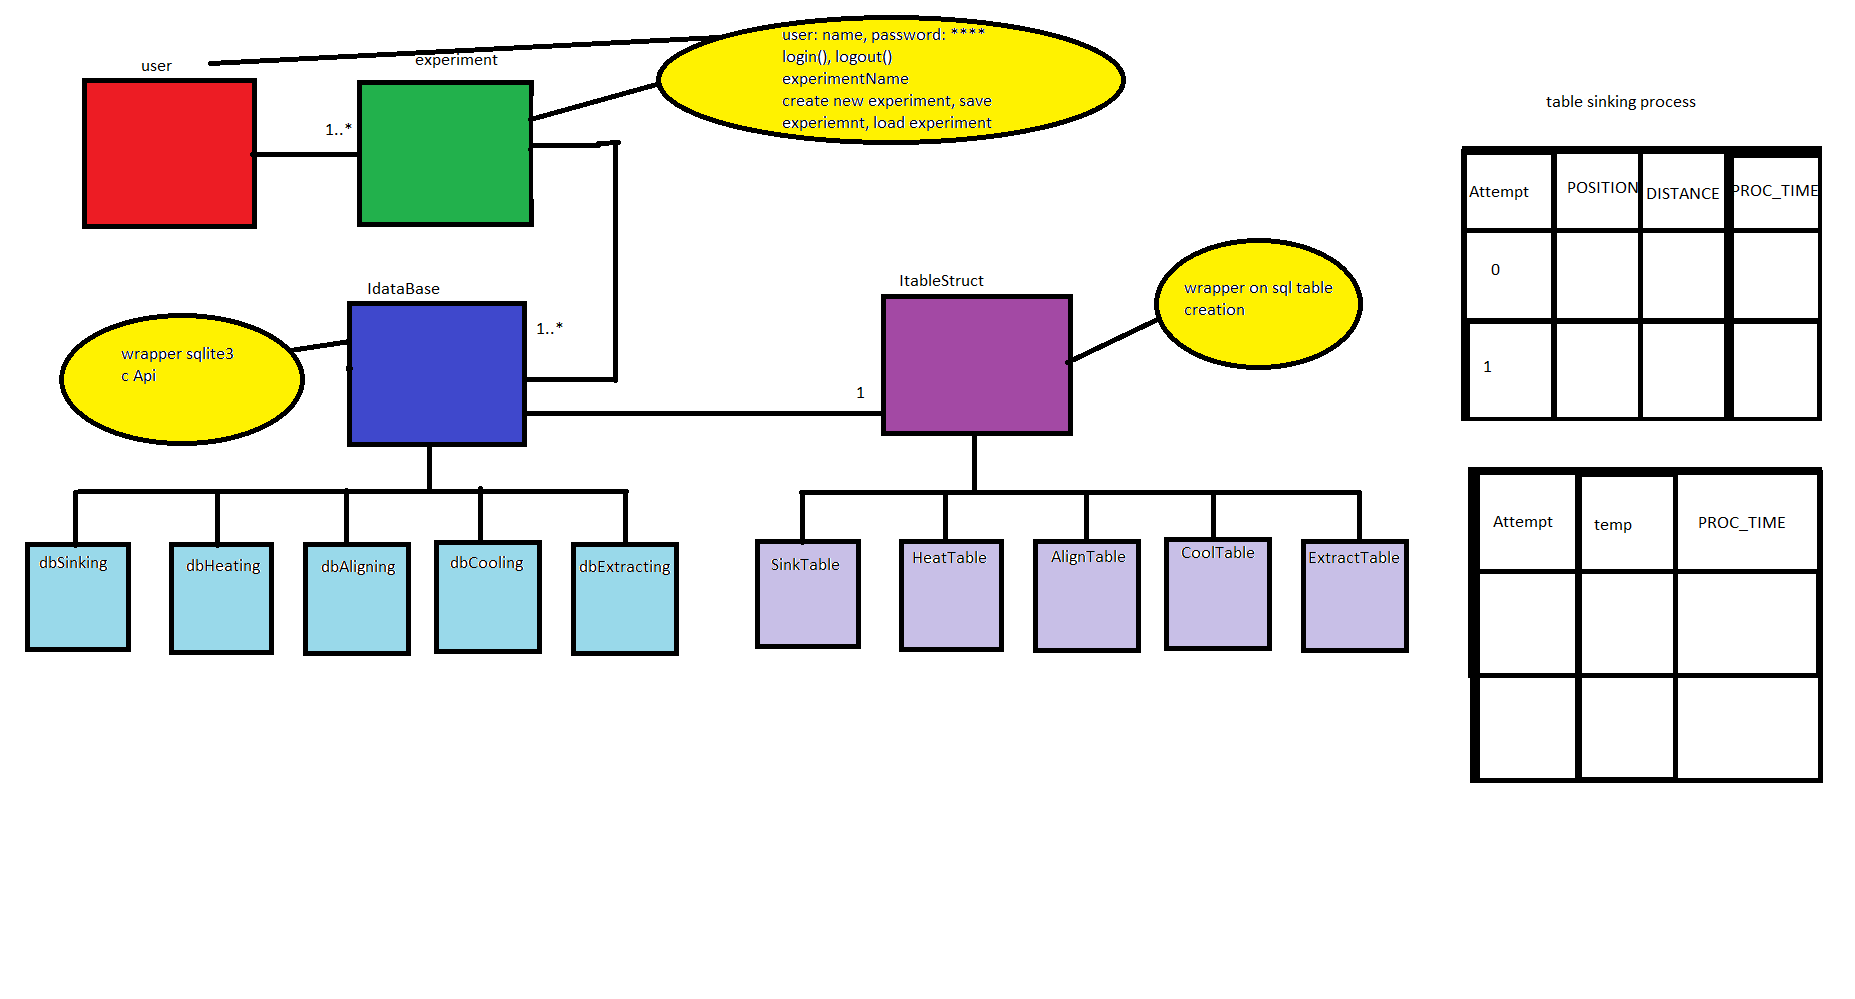 user
experiment
user: name, password: ****
login(), logout()
experimentName
create new experiment, save
experiemnt, load experiment
1..*
IdataBase
1..*
wrapper sqlite3
c Api
ItableStruct
1
wrapper on sql table
creation
dbSinking
dbHeating
dbAligning
dbCooling
dbExtracting
SinkTable
HeatTable
AlignTable
CoolTable
ExtractTable
table sinking process
Attempt POSITION DISTANCE PROC_TIME
0
1
Attempt temp PROC_TIME